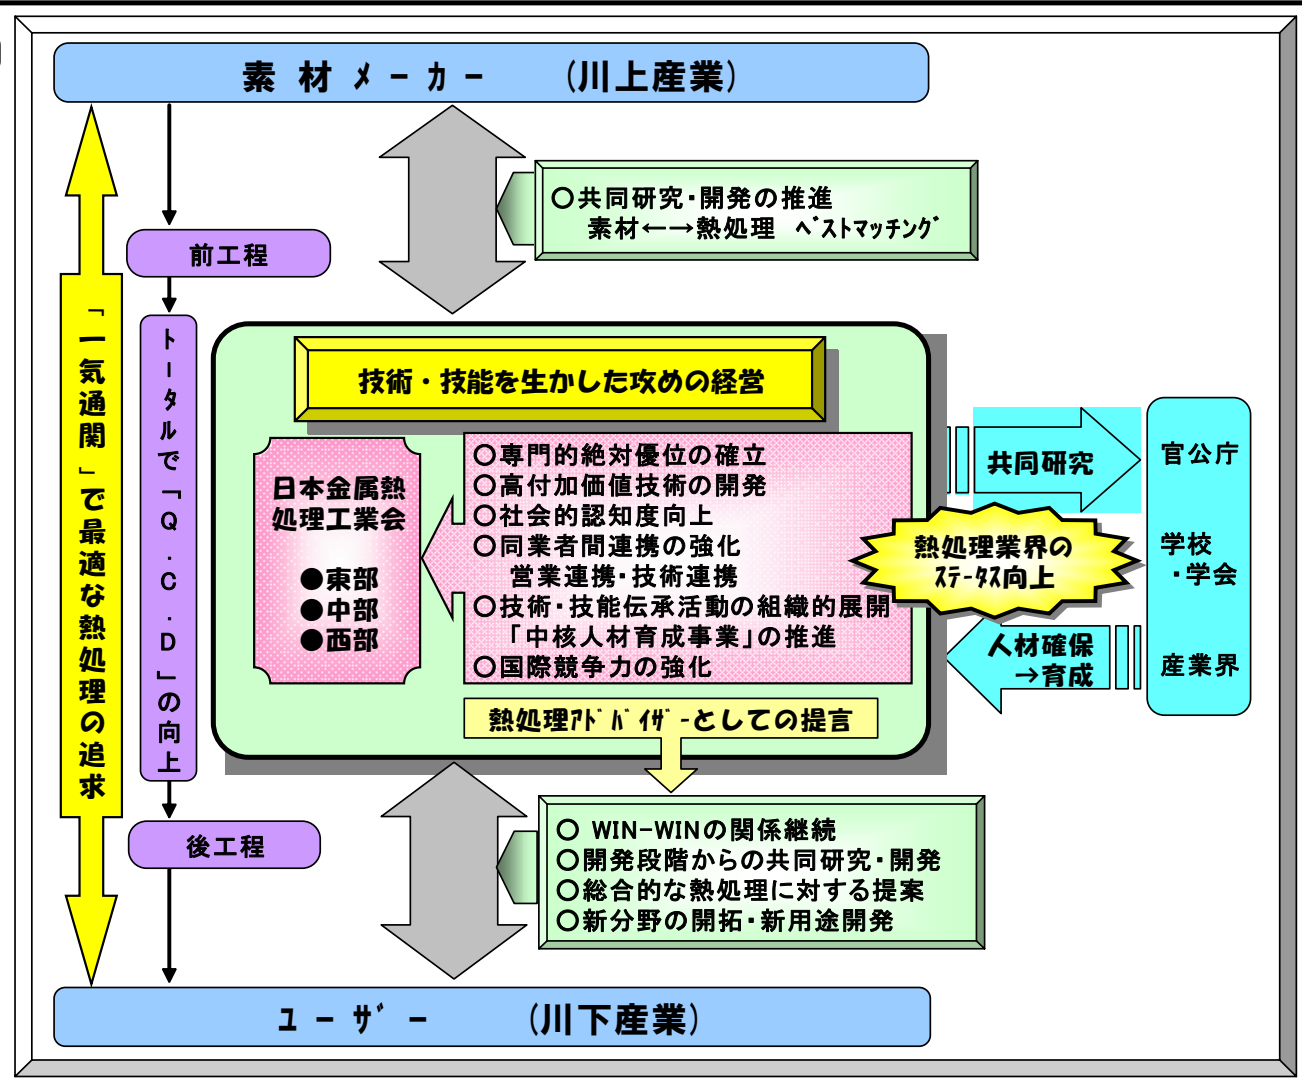 素 材 メ ー カ ー （川上産業）
○共同研究・開発の推進
素材←→熱処理 ﾍﾞｽﾄﾏｯﾁﾝｸﾞ
前工程
「一気通関」で最適な熱処理の追求
トータルで「Q．C．D」の向上
技術・技能を生かした攻めの経営
日本金属熱
処理工業会
●東部
●中部
●西部
○専門的絶対優位の確立
○高付加価値技術の開発
○社会的認知度向上
○同業者間連携の強化
営業連携・技術連携
○技術・技能伝承活動の組織的展開
「中核人材育成事業」の推進
○国際競争力の強化
熱処理ｱﾄﾞﾊﾞｲｻﾞｰとしての提言
共同研究
熱処理業界の
ｽﾃｰﾀｽ向上
人材確保
→育成
官公庁
学校
・学会
産業界
後工程
○ WIN-WINの関係継続
○開発段階からの共同研究・開発
○総合的な熱処理に対する提案
○新分野の開拓・新用途開発
ユ ー ザ ー （川下産業）